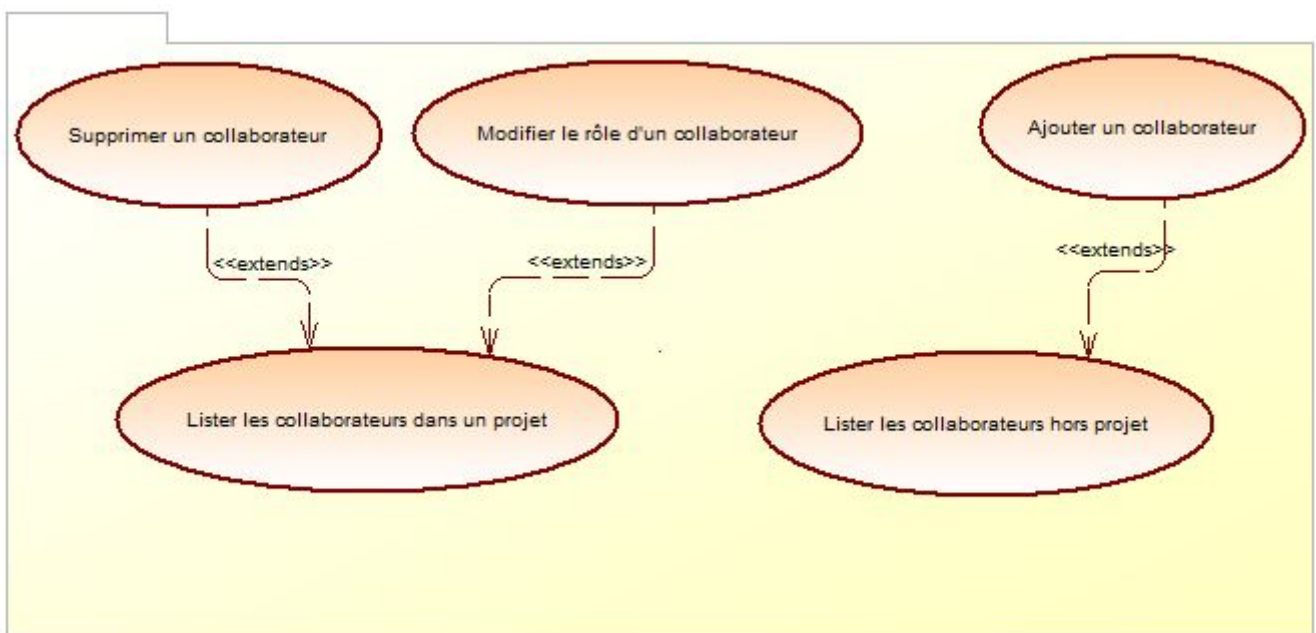 Supprimer un collaborateur
Modifier le rôle d'un collaborateur
Ajouter un collaborateur
<<extends>>
<<extends>>
<<extends>>
Lister les collaborateurs dans un projet
Lister les collaborateurs hors projet